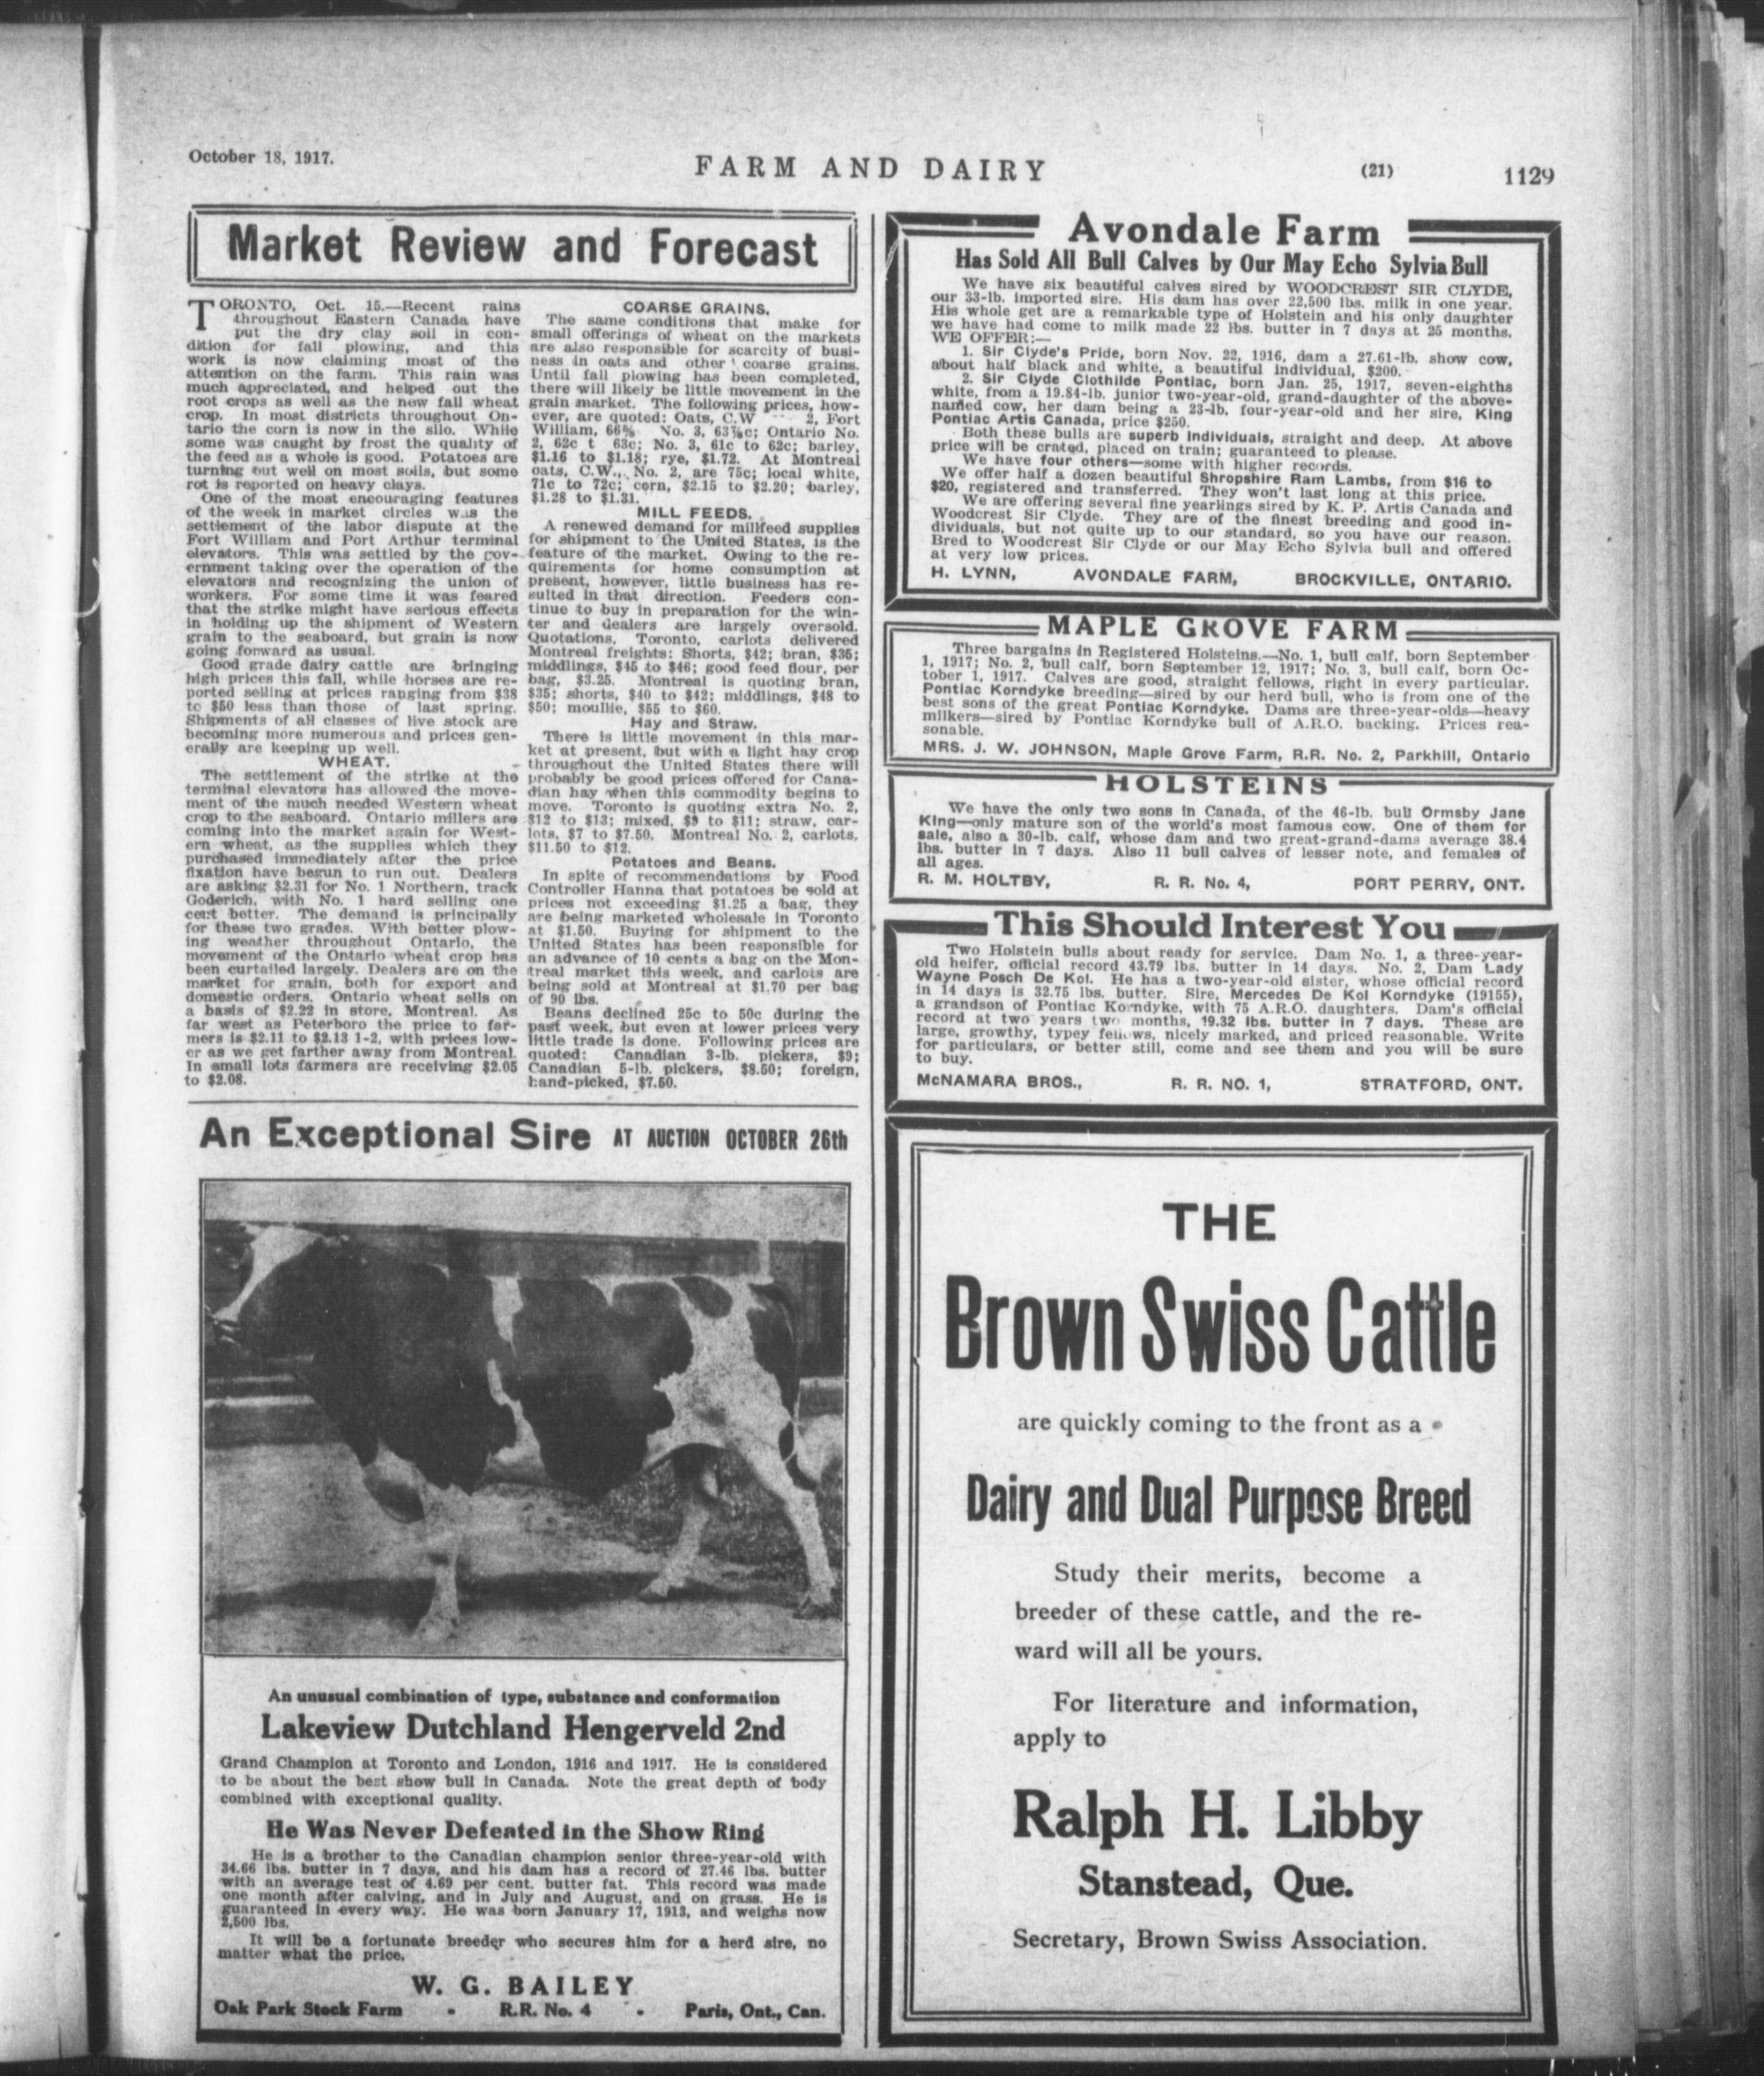 October 18, 1917.
FARM AND DAIRY
(21)
1129
Market Review and Forecast
TORONTO, Oct. 15.—Recent rains
throughout Eastern Canada have
put the dry clay soil in con-
dition for fall plowing, and this
work is now claiming most of the
attention on the farm. This rain was
much appreciated, and helped out the
root crops as well as the new fall wheat
crop. In most districts throughout On-
tario the corn is now in the silo. While
some was caught by frost the quality of
the feed as a whole is good. Potatoes are
turning out well on most soils, but some
rot is reported on heavy clays.
One of the most encouraging features
of the week in market circles was the
settlement of the labor dispute at the
Fort William and Port Arthur terminal
elevators. This was settled by the gov-
ernment taking over the operation of the
elevators and recognizing the union of
workers. For some time it was feared
that the strike might have serious effects
in holding up the shipment of Western
grain to the seaboard, but grain is now
going forward as usual.
Good grade dairy cattle are bringing
high prices this fall, while horses are re-
ported selling at prices ranging from $38
to $50 less than those of last spring.
Shipments of all classes of live stock are
becoming more numerous and prices gen-
erally are keeping up well.
WHEAT.
The settlement of the strike at the
terminal elevators has allowed the move-
ment of the much needed Western wheat
crop to the seaboard. Ontario millers are
coming into the market again for West-
ern wheat, as the supplies which they
purchased immediately after the price
fixation have begun to run out. Dealers
are asking $2.31 for No. 1 Northern, track
Goderich, with No. 1 hard selling one
cent better. The demand is principally
for these two grades. With better plow-
ing weather throughout Ontario, the
movement of the Ontario wheat crop has
been curtailed largely. Dealers are on the
market for grain, both for export and
domestic orders. Ontario wheat sells on
a basis of $2.22 in store, Montreal. As
far west as Peterboro the price to far-
mers is $2.11 to $2.13 1-2, with prices low-
er as we get farther away from Montreal.
In small lots farmers are receiving $2.05
to $2.08.
COARSE GRAINS.
The same conditions that make for
small offerings of wheat on the markets
are also responsible for scarcity of busi-
ness in oats and other coarse grains.
Until fall plowing has been completed,
there will likely be little movement in the
grain market. The following prices, how-
ever, are quoted: Oats, C.W 2, Fort
William, 66⅝ No. 3, 63⅞c; Ontario No.
2, 62c t 63c; No. 3, 61c to 62c; barley,
$1.16 to $1.18; rye, $1.72. At Montreal
oats, C.W., No. 2, are 75c; local white,
71c to 72c; corn, $2.15 to $2.20; barley,
$1.28 to $1.31.
MILL FEEDS.
A renewed demand for millfeed supplies
for shipment to the United States, is the
feature of the market. Owing to the re-
quirements for home consumption at
present, however, little business has re-
sulted in that direction. Feeders con-
tinue to buy in preparation for the win-
ter and dealers are largely oversold.
Quotations, Toronto, carlots delivered
Montreal freights: Shorts, $42; bran, $35;
middlings, $45 to $46; good feed flour, per
bag, $3.25. Montreal is quoting bran,
$35; shorts, $40 to $42; middlings, $48 to
$50; moullie, $55 to $60.
Hay and Straw.
There is little movement in this mar-
ket at present, but with a light hay crop
throughout the United States there will
probably be good prices offered for Cana-
dian hay when this commodity begins to
move. Toronto is quoting extra No. 2,
$12 to $13; mixed, $9 to $11; straw, car-
lots, $7 to $7.50. Montreal No. 2, carlots,
$11.50 to $12.
Potatoes and Beans.
In spite of recommendations by Food
Controller Hanna that potatoes be sold at
prices not exceeding $1.25 a bag, they
are being marketed wholesale in Toronto
at $1.50. Buying for shipment to the
United States has been responsible for
an advance of 10 cents a bag on the Mon-
treal market this week, and carlots are
being sold at Montreal at $1.70 per bag
of 90 lbs.
Beans declined 25c to 50c during the
past week, but even at lower prices very
little trade is done. Following prices are
quoted: Canadian 3-lb. pickers, $9;
Canadian 5-lb. pickers, $8.50; foreign,
hand-picked, $7.50.
An Exceptional Sire AT AUCTION OCTOBER 26th
An unusual combination of type, substance and conformation
Lakeview Dutchland Hengerveld 2nd
Grand Champion at Toronto and London, 1916 and 1917. He is considered
to be about the best show bull in Canada. Note the great depth of body
combined with exceptional quality.
He Was Never Defeated in the Show Ring
He is a brother to the Canadian champion senior three-year-old with
34.66 lbs. butter in 7 days, and his dam has a record of 27.46 lbs. butter
with an average test of 4.69 per cent. butter fat. This record was made
one month after calving, and in July and August, and on grass. He is
guaranteed in every way. He was born January 17, 1913, and weighs now
2,500 lbs.
It will be a fortunate breeder who secures him for a herd sire, no
matter what the price.
W. G. BAILEY
Oak Park Stock Farm - R.R. No. 4 - Paris, Ont., Can.
Avondale Farm
Has Sold All Bull Calves by Our May Echo Sylvia Bull
We have six beautiful calves sired by WOODCREST SIR CLYDE,
our 33-lb. imported sire. His dam has over 22,500 lbs. milk in one year.
His whole get are a remarkable type of Holstein and his only daughter
we have had come to milk made 22 lbs. butter in 7 days at 25 months.
WE OFFER:—
1. Sir Clyde's Pride, born Nov. 22, 1916, dam a 27.61-lb. show cow,
about half black and white, a beautiful individual, $200.
2. Sir Clyde Clothilde Pontiac, born Jan. 25, 1917, seven-eighths
white, from a 19.84-lb. junior two-year-old, grand-daughter of the above-
named cow, her dam being a 23-lb. four-year-old and her sire, King
Pontiac Artis Canada, price $250.
Both these bulls are superb individuals, straight and deep. At above
price will be crated, placed on train; guaranteed to please.
We have four others—some with higher records.
We offer half a dozen beautiful Shropshire Ram Lambs, from $16 to
$20, registered and transferred. They won't last long at this price.
We are offering several fine yearlings sired by K. P. Artis Canada and
Woodcrest Sir Clyde. They are of the finest breeding and good in-
dividuals, but not quite up to our standard, so you have our reason.
Bred to Woodcrest Sir Clyde or our May Echo Sylvia bull and offered
at very low prices.
H. LYNN, AVONDALE FARM, BROCKVILLE, ONTARIO.
MAPLE GROVE FARM
Three bargains in Registered Holsteins.—No. 1, bull calf, born September
1, 1917; No. 2, bull calf, born September 12, 1917; No. 3, bull calf, born Oc-
tober 1, 1917. Calves are good, straight fellows, right in every particular.
Pontiac Korndyke breeding—sired by our herd bull, who is from one of the
best sons of the great Pontiac Korndyke. Dams are three-year-olds—heavy
milkers—sired by Pontiac Korndyke bull of A.R.O. backing. Prices rea-
sonable.
MRS. J. W. JOHNSON, Maple Grove Farm, R.R. No. 2, Parkhill, Ontario
HOLSTEINS
We have the only two sons in Canada, of the 46-lb. bull Ormsby Jane
King—only mature son of the world's most famous cow. One of them for
sale, also a 30-lb. calf, whose dam and two great-grand-dams average 38.4
lbs. butter in 7 days. Also 11 bull calves of lesser note, and females of
all ages.
R. M. HOLTBY, R. R. No. 4, PORT PERRY, ONT.
This Should Interest You
Two Holstein bulls about ready for service. Dam No. 1, a three-year-
old heifer, official record 43.79 lbs. butter in 14 days. No. 2, Dam Lady
Wayne Posch De Kol. He has a two-year-old sister, whose official record
in 14 days is 32.75 lbs. butter. Sire, Mercedes De Kol Korndyke (19155),
a grandson of Pontiac Korndyke, with 75 A.R.O. daughters. Dam's official
record at two years two months, 19.32 lbs. butter in 7 days. These are
large, growthy, typey fellows, nicely marked, and priced reasonable. Write
for particulars, or better still, come and see them and you will be sure
to buy.
McNAMARA BROS., R. R. NO. 1, STRATFORD, ONT.
THE
Brown Swiss Cattle
are quickly coming to the front as a
Dairy and Dual Purpose Breed
Study their merits, become a
breeder of these cattle, and the re-
ward will all be yours.
For literature and information,
apply to
Ralph H. Libby
Stanstead, Que.
Secretary, Brown Swiss Association.